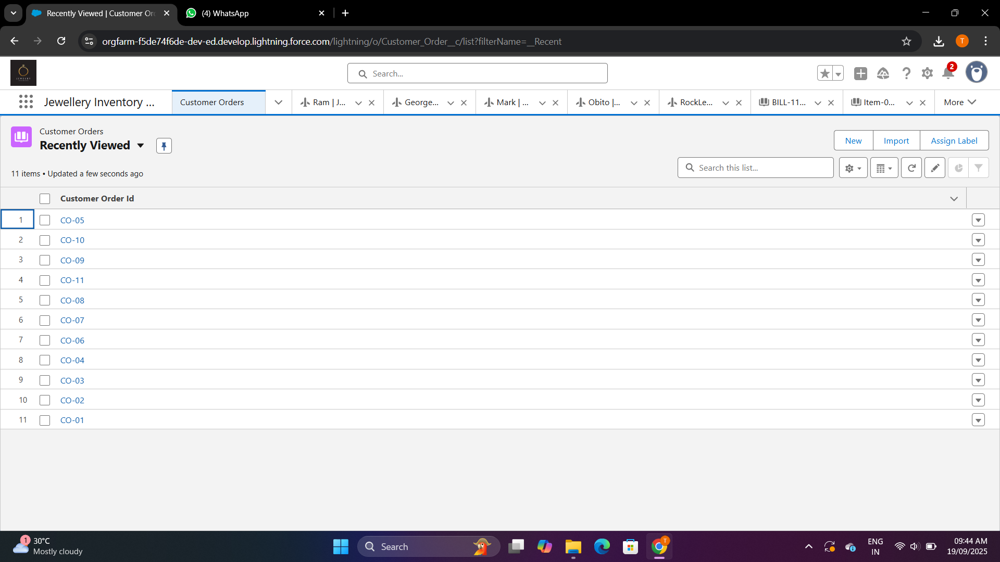 Recently Viewed | Customer Or
(4) WhatsApp
orgfarm-f5de74f6de-dev-ed.develop.lightning.force.com/lightning/o/Customer_Order__c/list?filterName=__Recent
T
JEWELRY
Search...
2
Jewellery Inventory ...
Customer Orders
Ram | J...
George...
Mark | ...
Obito |...
RockLe...
BILL-11...
Item-0...
More
Customer Orders
Recently Viewed
New
Import
Assign Label
11 items • Updated a few seconds ago
Search this list...
Customer Order Id
1 CO-05
2 CO-10
3 CO-09
4 CO-11
5 CO-08
6 CO-07
7 CO-06
8 CO-04
9 CO-03
10 CO-02
11 CO-01
1
30°C
Mostly cloudy
Search
T
ENG
IN
09:44 AM
19/09/2025